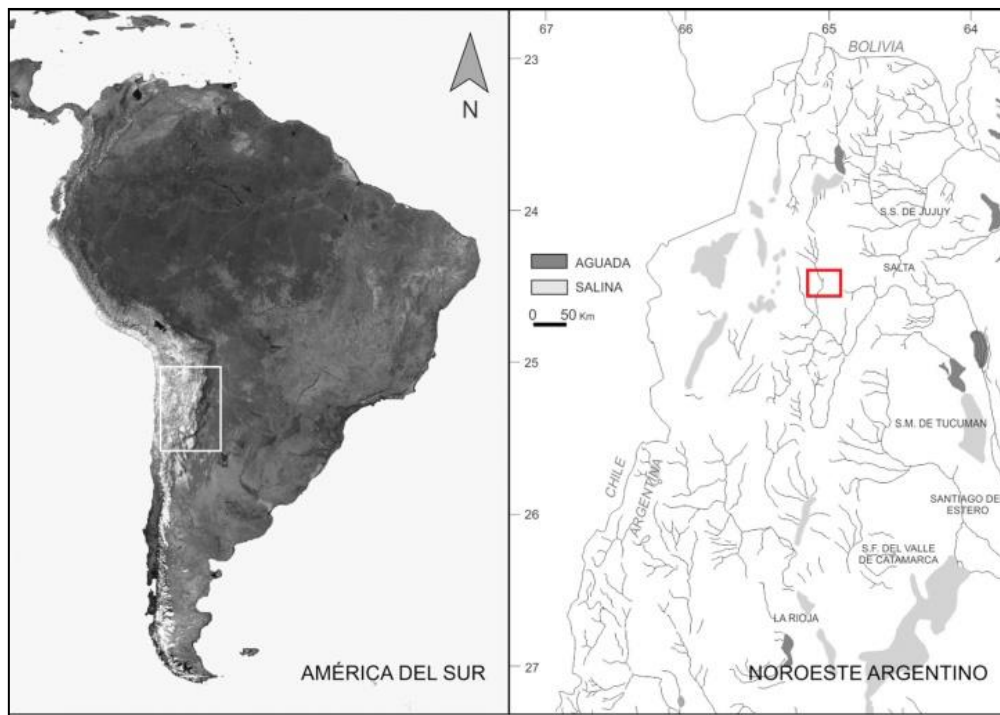 N
AMÉRICA DEL SUR
67
66
65
64
23
24
25
26
27
BOLIVIA
S.S. DE JUJUY
SALTA
AGUADA
SALINA
0 50 Km
S.M. DE TUCUMAN
CHILE
ARGENTINA
SANTIAGO DE
ESTERO
S.F. DEL VALLE
DE CATAMARCA
LA RIOJA
NOROESTE ARGENTINO